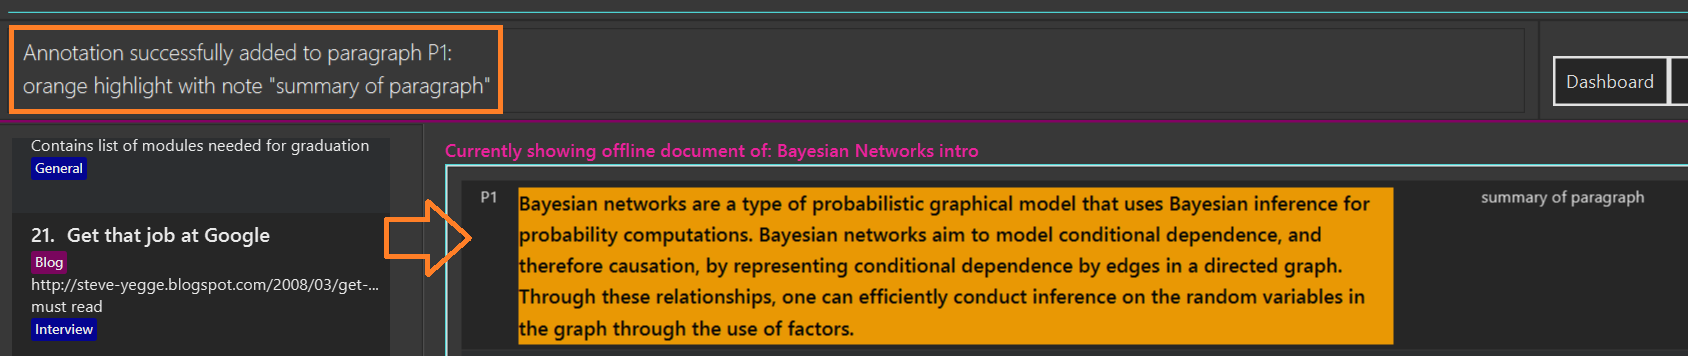 Annotation successfully added to paragraph P1:
orange highlight with note "summary of paragraph"
Dashboard
Contains list of modules needed for graduation
General
21. Get that job at Google
Blog
http://steve-yegge.blogspot.com/2008/03/get-...
must read
Interview
Currently showing offline document of: Bayesian Networks intro
P1
Bayesian networks are a type of probabilistic graphical model that uses Bayesian inference for
probability computations. Bayesian networks aim to model conditional dependence, and
therefore causation, by representing conditional dependence by edges in a directed graph.
Through these relationships, one can efficiently conduct inference on the random variables in
the graph through the use of factors.
summary of paragraph